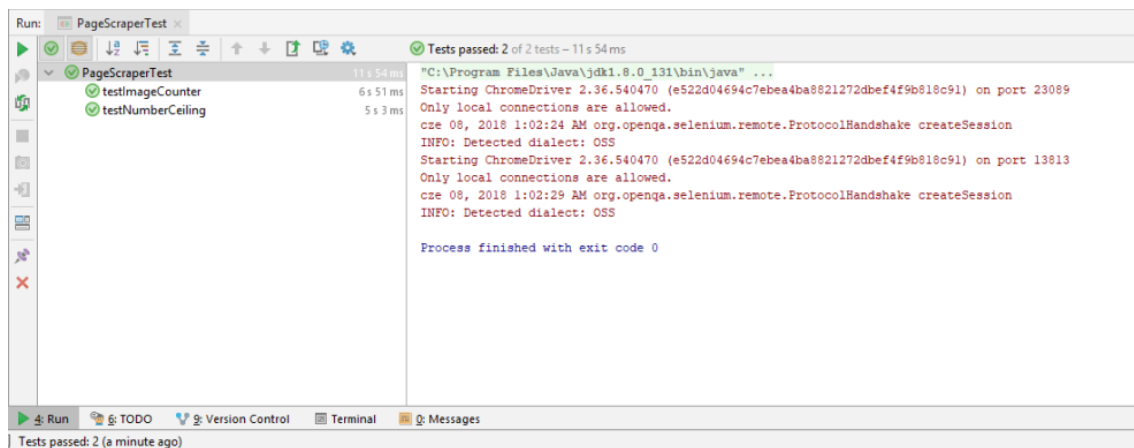 Run: PageScraperTest
Tests passed: 2 of 2 tests – 11 s 54 ms
PageScraperTest 11 s 54 ms
testImageCounter 6 s 51 ms
testNumberCeiling 5 s 3 ms
"C:\Program Files\Java\jdk1.8.0_131\bin\java" ...
Starting ChromeDriver 2.36.540470 (e522d04694c7ebea4ba8821272dbef4f9b818c91) on port 23089
Only local connections are allowed.
cze 08, 2018 1:02:24 AM org.openqa.selenium.remote.ProtocolHandshake createSession
INFO: Detected dialect: OSS
Starting ChromeDriver 2.36.540470 (e522d04694c7ebea4ba8821272dbef4f9b818c91) on port 13813
Only local connections are allowed.
cze 08, 2018 1:02:29 AM org.openqa.selenium.remote.ProtocolHandshake createSession
INFO: Detected dialect: OSS
Process finished with exit code 0
4: Run 6: TODO 9: Version Control Terminal 0: Messages
Tests passed: 2 (a minute ago)